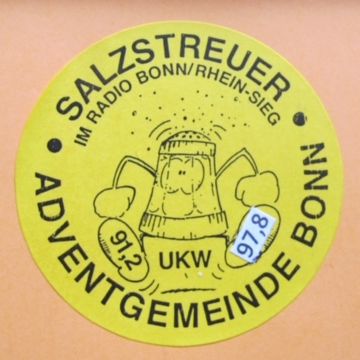 SALZSTREUER
IM RADIO BONN/RHEIN-SIEG
91,2
UKW
97,8
ADVENTGEMEINDE BONN